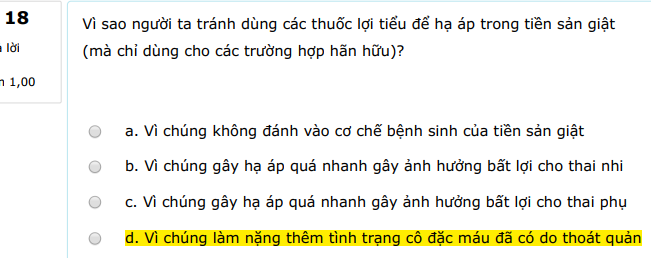 18
lời
1,00
Vì sao người ta tránh dùng các thuốc lợi tiểu để hạ áp trong tiền sản giật
(mà chỉ dùng cho các trường hợp hãn hữu)?
a. Vì chúng không đánh vào cơ chế bệnh sinh của tiền sản giật
b. Vì chúng gây hạ áp quá nhanh gây ảnh hưởng bất lợi cho thai nhi
c. Vì chúng gây hạ áp quá nhanh gây ảnh hưởng bất lợi cho thai phụ
d. Vì chúng làm nặng thêm tình trạng cô đặc máu đã có do thoát quản